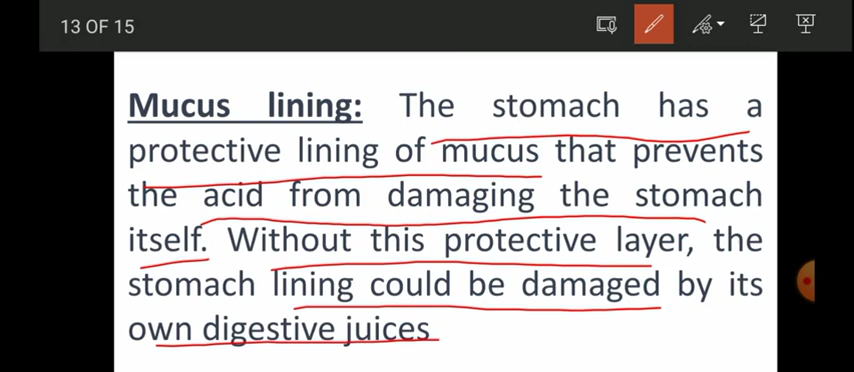 13 OF 15
Mucus lining: The stomach has a
protective lining of mucus that prevents
the acid from damaging the stomach
itself. Without this protective layer, the
stomach lining could be damaged by its
own digestive juices